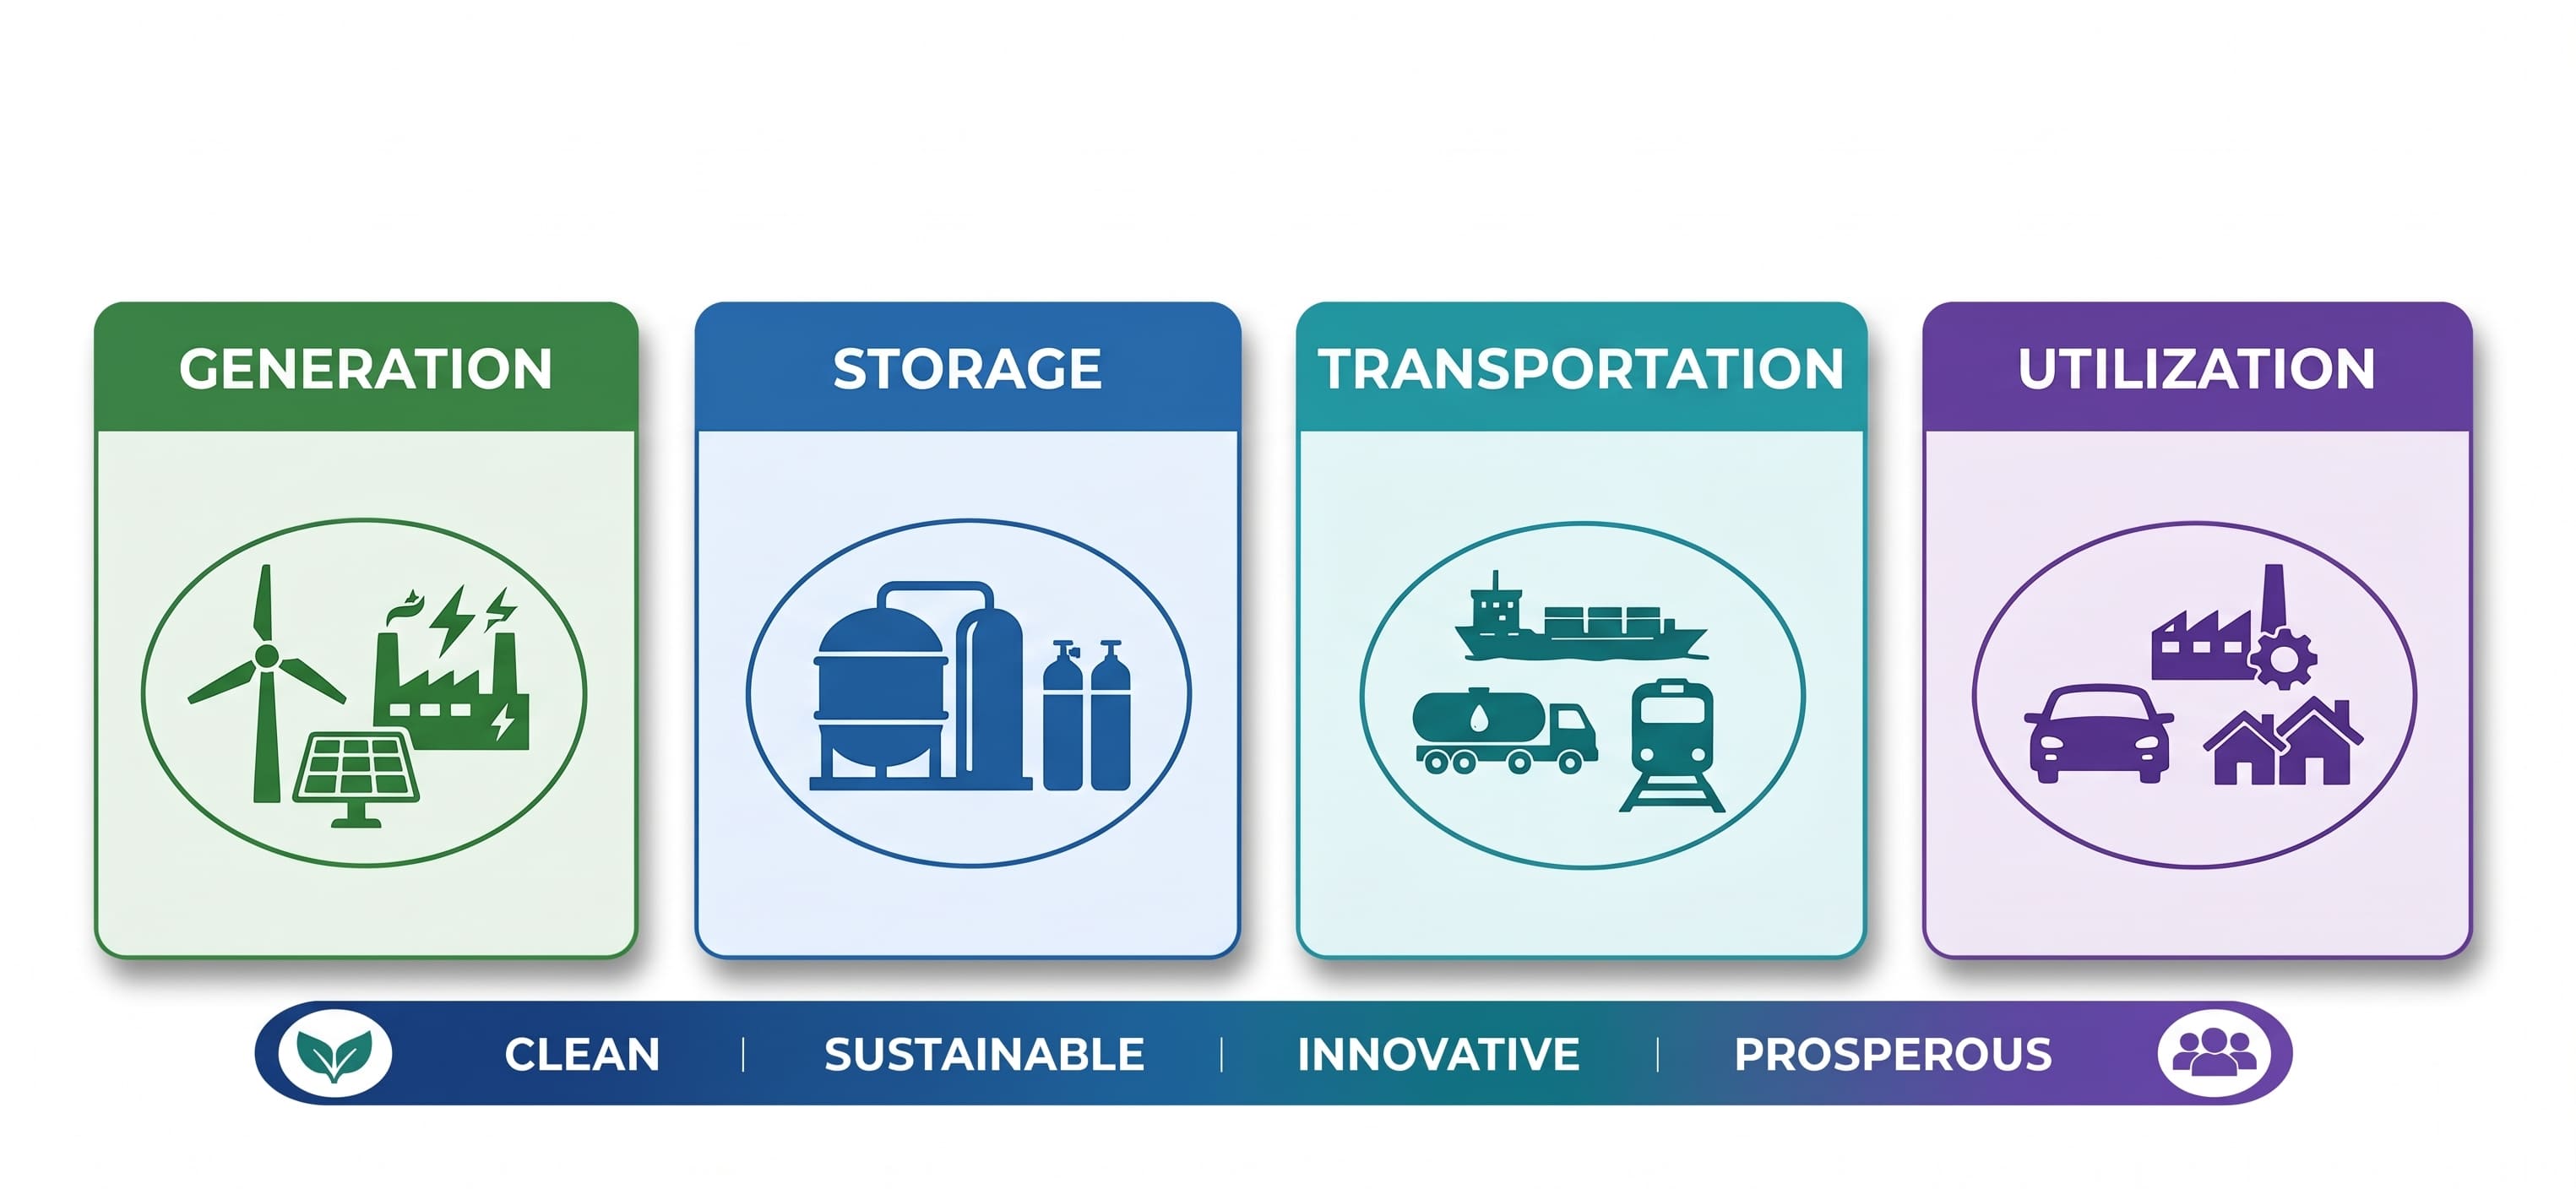 GENERATION
STORAGE
TRANSPORTATION
UTILIZATION
CLEAN | SUSTAINABLE | INNOVATIVE | PROSPEROUS